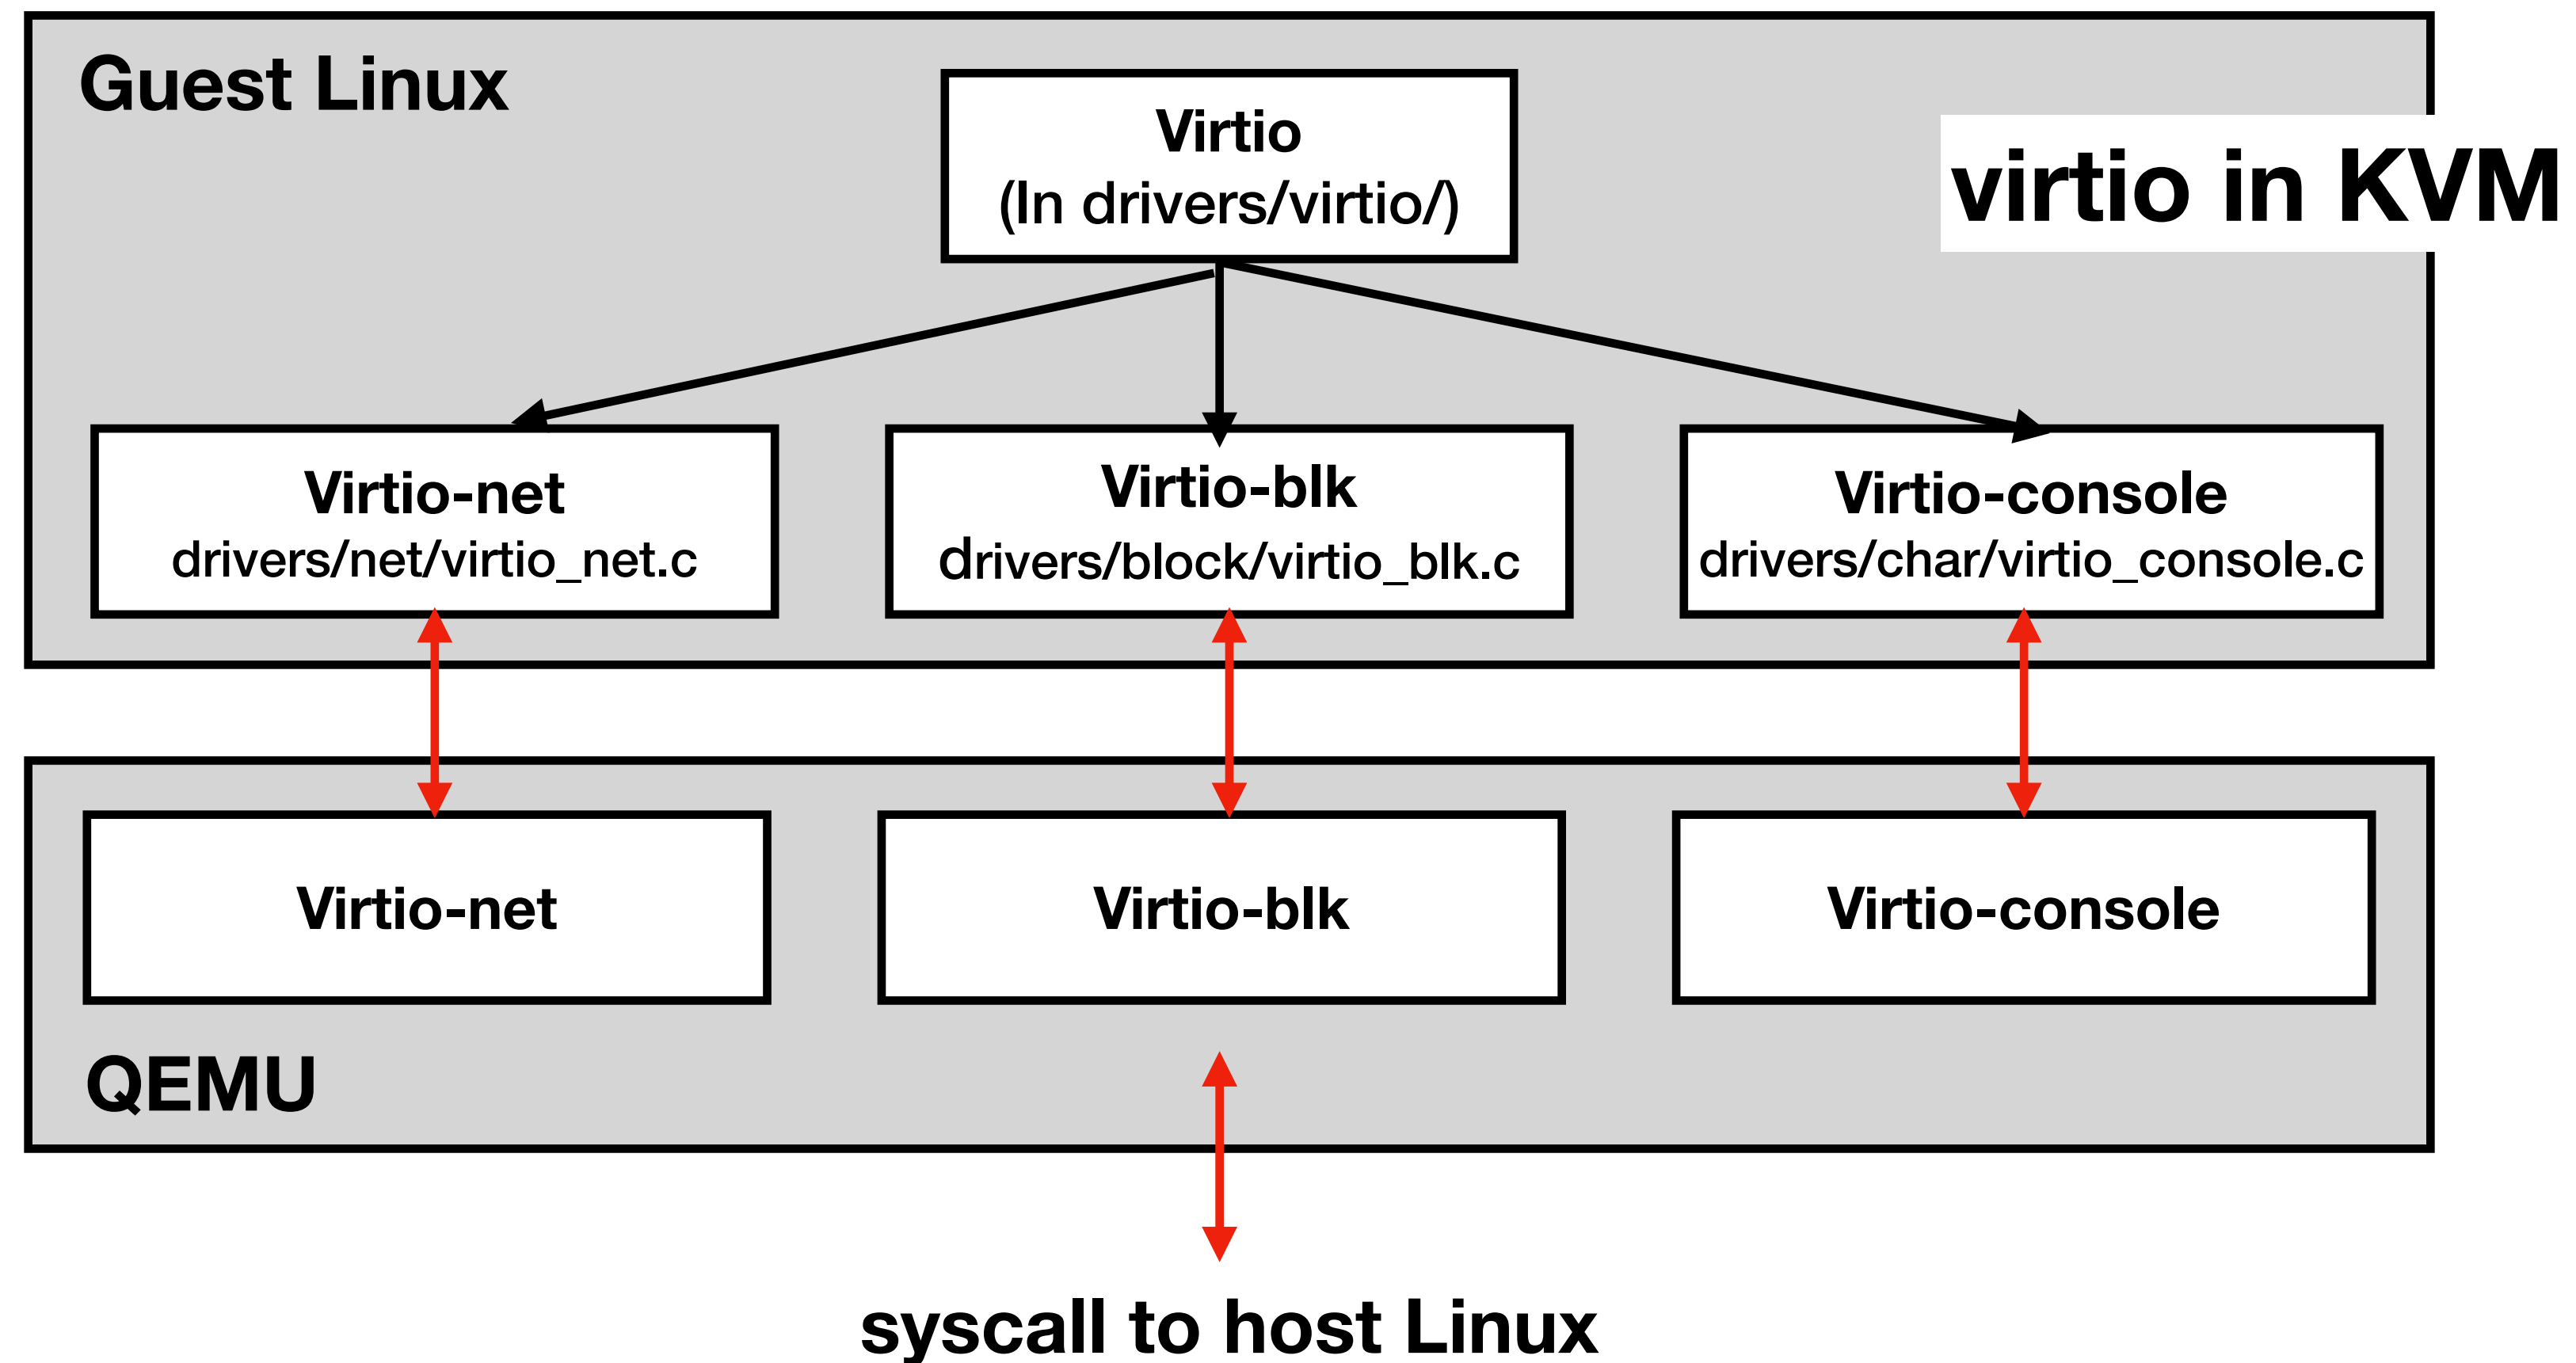 Guest Linux
Virtio
(In drivers/virtio/)
virtio in KVM
Virtio-net
drivers/net/virtio_net.c
Virtio-blk
drivers/block/virtio_blk.c
Virtio-console
drivers/char/virtio_console.c
Virtio-net
Virtio-blk
Virtio-console
QEMU
syscall to host Linux